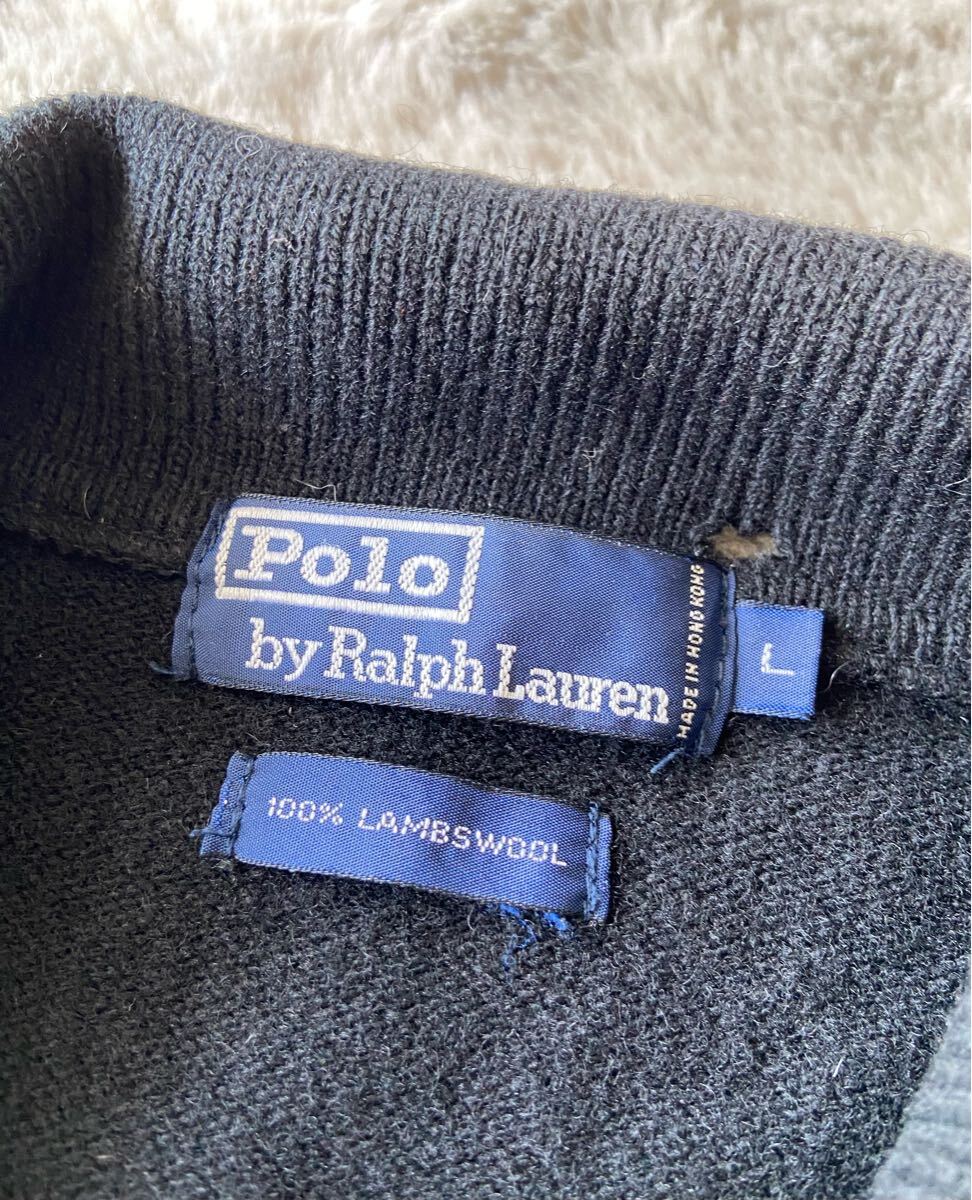 Polo
by Ralph Lauren
MADE IN HONG KONG
L
100% LAMBSWOOL